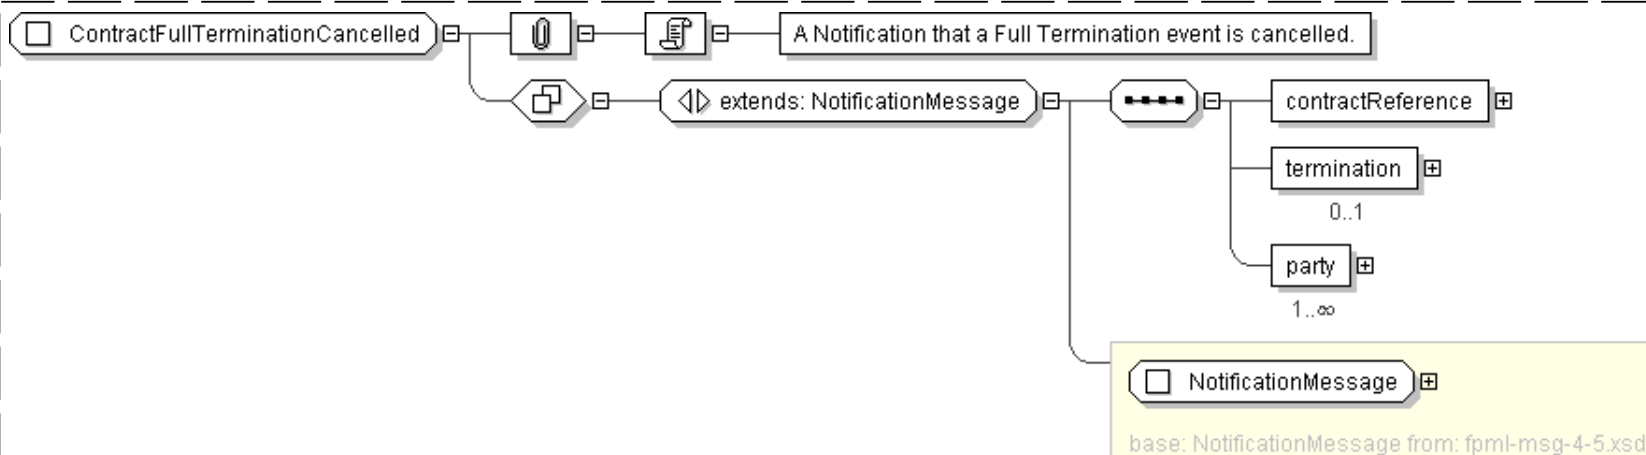 ContractFullTerminationCancelled
A Notification that a Full Termination event is cancelled.
extends: NotificationMessage
contractReference
termination
0..1
party
1..∞
NotificationMessage
base: NotificationMessage from: fpml-msg-4-5.xsd